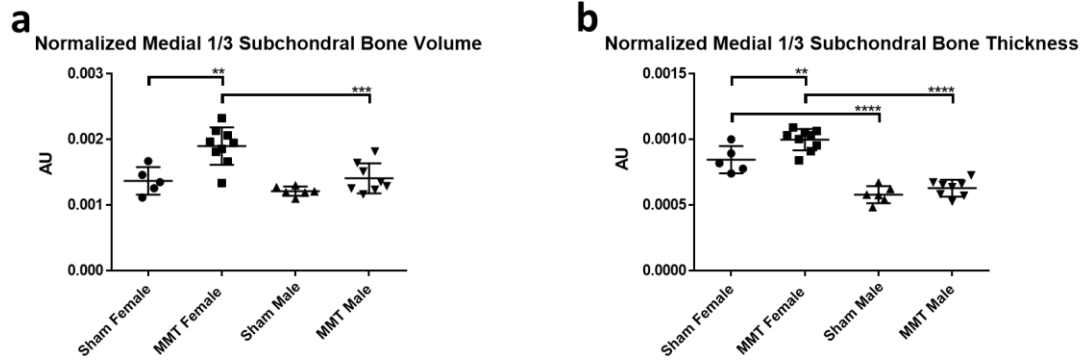 a
Normalized Medial 1/3 Subchondral Bone Volume
**
***
0.003
0.002
0.001
0.000
AU
Sham Female
MMT Female
Sham Male
MMT Male
b
Normalized Medial 1/3 Subchondral Bone Thickness
**
****
****
0.0015
0.0010
0.0005
0.0000
AU
Sham Female
MMT Female
Sham Male
MMT Male